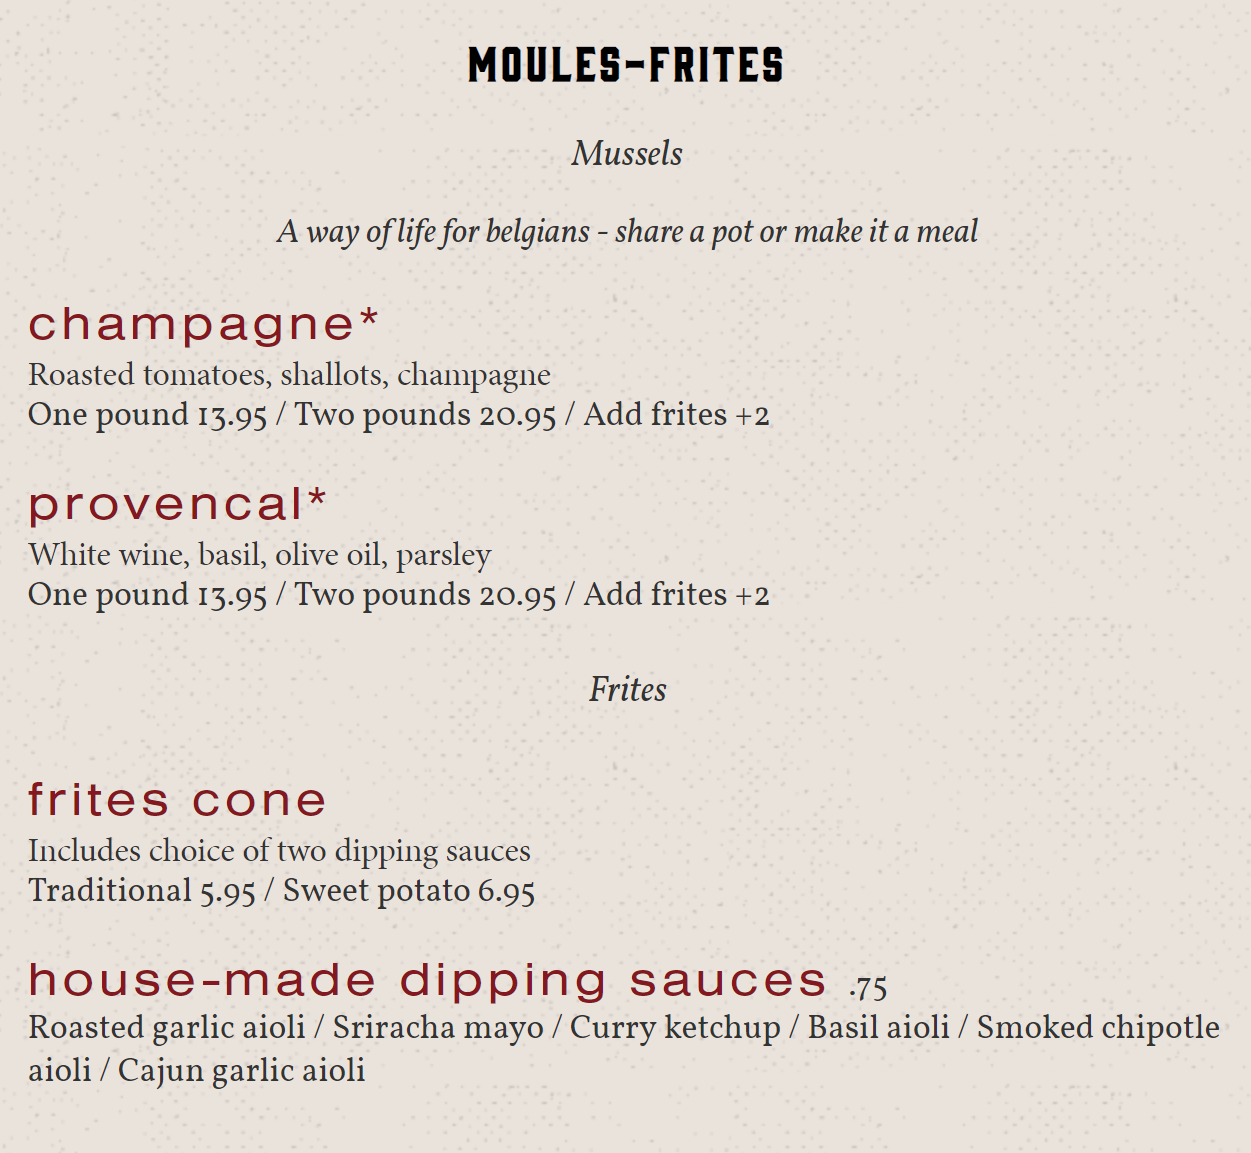 MOULES-FRITES
Mussels
A way of life for belgians - share a pot or make it a meal
champagne*
Roasted tomatoes, shallots, champagne
One pound 13.95 / Two pounds 20.95 / Add frites +2
provencal*
White wine, basil, olive oil, parsley
One pound 13.95 / Two pounds 20.95 / Add frites +2
Frites
frites cone
Includes choice of two dipping sauces
Traditional 5.95 / Sweet potato 6.95
house-made dipping sauces .75
Roasted garlic aioli / Sriracha mayo / Curry ketchup / Basil aioli / Smoked chipotle
aioli / Cajun garlic aioli